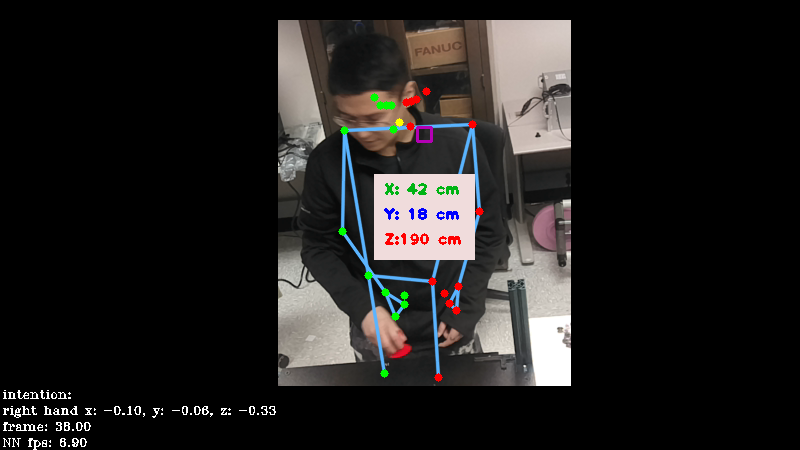 FANUC
X: 42 cm
Y: 18 cm
Z:190 cm
intention:
right hand x: -0.10, y: -0.06, z: -0.33
frame: 38.00
NN fps: 6.90